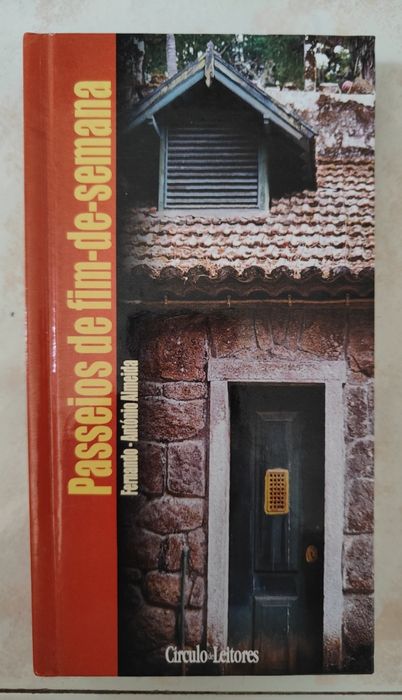 Passeios de fim-de-semana
Fernando - António Almeida
Círculo de Leitores